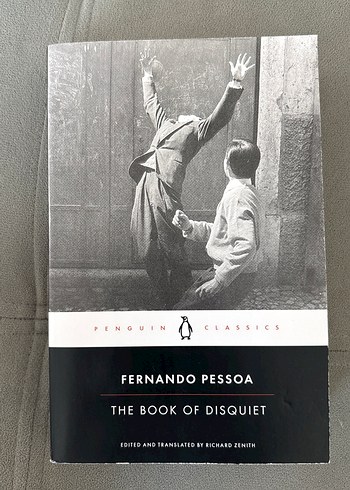 PENGUIN CLASSICS
FERNANDO PESSOA
THE BOOK OF DISQUIET
EDITED AND TRANSLATED BY RICHARD ZENITH